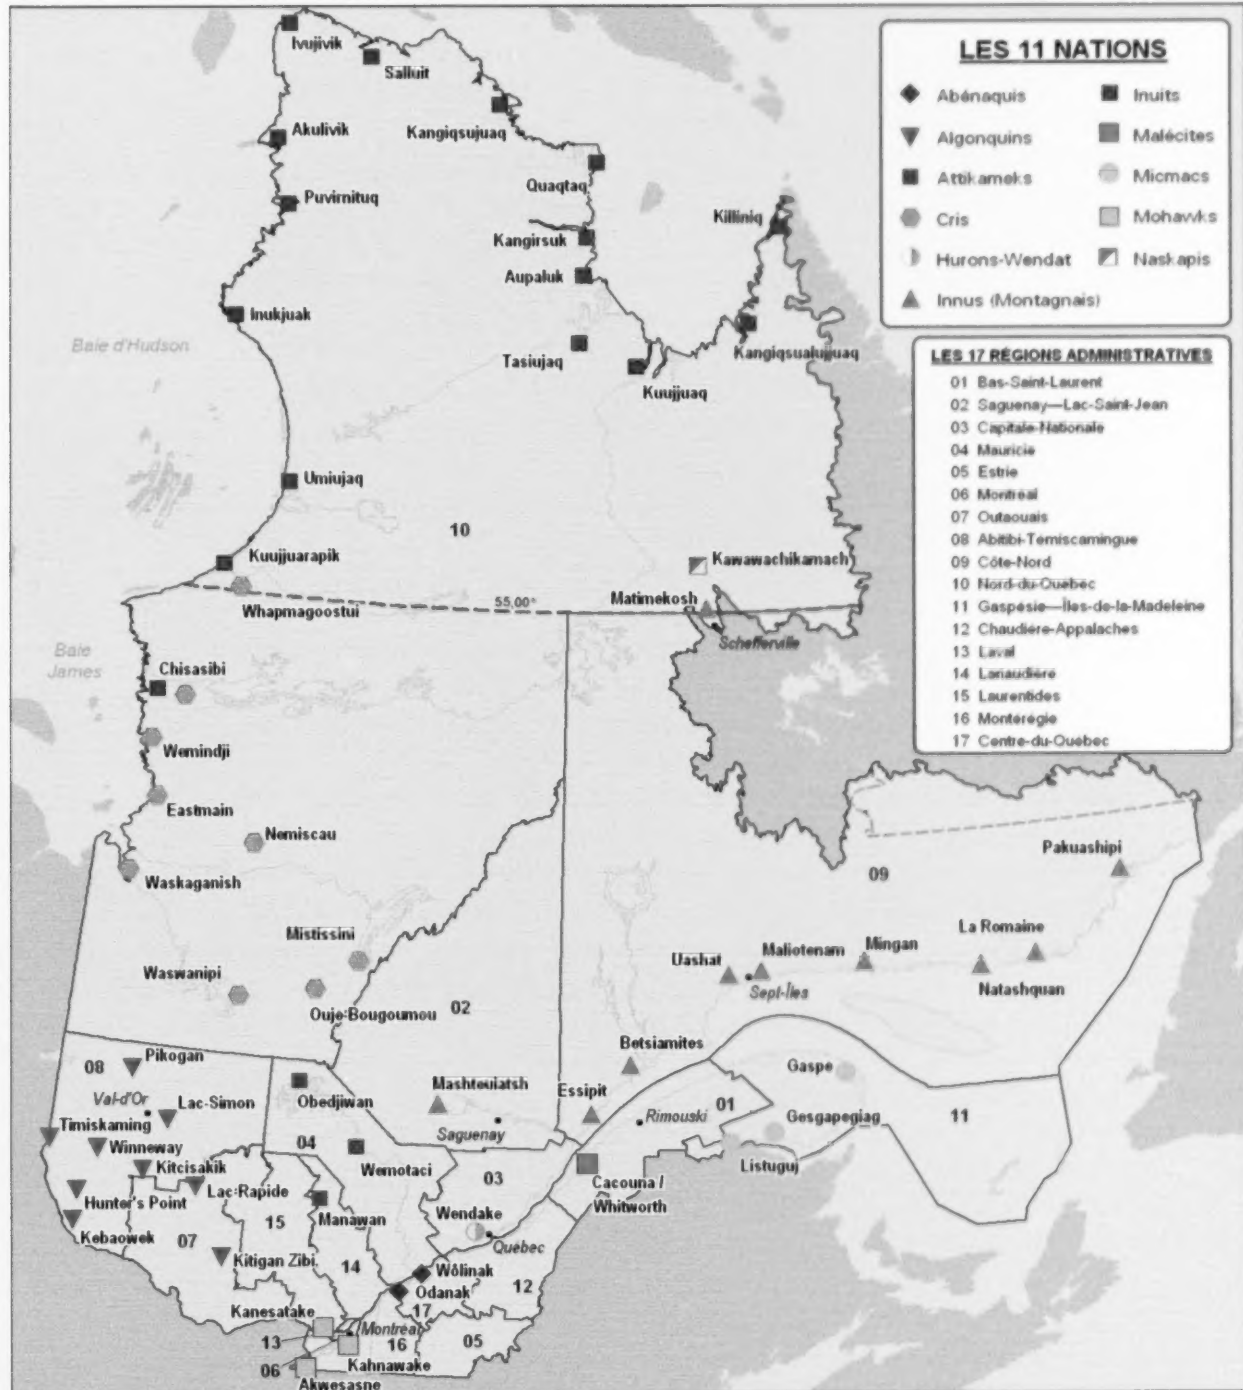 LES 11 NATIONS
Abénaquis
Inuits
Algonquins
Malécites
Attikameks
Micmacs
Cris
Mohawks
Hurons-Wendat
Naskapis
Innus (Montagnais)
LES 17 RÉGIONS ADMINISTRATIVES
01 Bas-Saint-Laurent
02 Saguenay—Lac-Saint-Jean
03 Capitale-Nationale
04 Mauricie
05 Estrie
06 Montréal
07 Outaouais
08 Abitibi-Témiscamingue
09 Côte-Nord
10 Nord-du-Québec
11 Gaspésie—Îles-de-la-Madeleine
12 Chaudière-Appalaches
13 Laval
14 Lanaudière
15 Laurentides
16 Montérégie
17 Centre-du-Québec
Ivujivik
Salluit
Kangiqsujuaq
Akulivik
Quaqtaq
Puvirnituq
Killiniq
Kangirsuk
Aupaluk
Inukjuak
Baie d'Hudson
Tasiujaq
Kangiqsualujjuaq
Kuujjuaq
Umiujaq
10
Kuujjuarapik
Kawawachikamach
Whapmagoostui
55,00°
Matimekosh
Schefferville
Baie
James
Chisasibi
Wemindji
Eastmain
Nemiscau
Pakuashipi
Waskaganish
09
Mistissini
La Romaine
Waswanipi
Uashat
Maliotenam
Mingan
Sept-Îles
Natashquan
Ouje-Bougoumou
02
Betsiamites
Pikogan
08
Gaspé
Val-d'Or
Lac-Simon
Obedjiwan
Mashteuiatsh
Essipit
01
Timiskaming
Saguenay
Rimouski
Gesgapegiag
11
Winneway
04
Wemotaci
Listuguj
Kitcisakik
03
Cacouna /
Whitworth
Hunter's Point
Lac-Rapide
Manawan
Wendake
15
Kebaowek
07
Québec
Kitigan Zibi
14
Wôlinak
12
Odanak
17
Kanesatake
Montréal
13
16
05
06
Kahnawake
Akwesasne